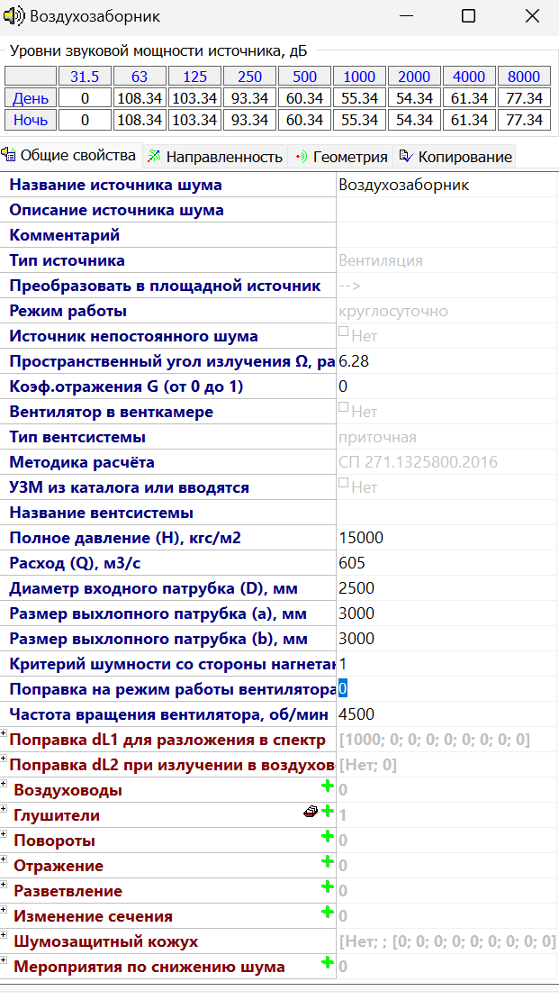 Воздухозаборник
Уровни звуковой мощности источника, дБ
31.5 63 125 250 500 1000 2000 4000 8000
День 0 108.34 103.34 93.34 60.34 55.34 54.34 61.34 77.34
Ночь 0 108.34 103.34 93.34 60.34 55.34 54.34 61.34 77.34
Общие свойства Направленность Геометрия Копирование
Название источника шума Воздухозаборник
Описание источника шума
Комментарий
Тип источника Вентиляция
Преобразовать в площадной источник -->
Режим работы круглосуточно
Источник непостоянного шума Нет
Пространственный угол излучения Ω, ра 6.28
Коэф.отражения G (от 0 до 1) 0
Вентилятор в венткамере Нет
Тип вентсистемы приточная
Методика расчёта СП 271.1325800.2016
УЗМ из каталога или вводятся Нет
Название вентсистемы
Полное давление (H), кгс/м2 15000
Расход (Q), м3/с 605
Диаметр входного патрубка (D), мм 2500
Размер выхлопного патрубка (a), мм 3000
Размер выхлопного патрубка (b), мм 3000
Критерий шумности со стороны нагнетан 1
Поправка на режим работы вентилятора 0
Частота вращения вентилятора, об/мин 4500
Поправка dL1 для разложения в спектр [1000; 0; 0; 0; 0; 0; 0; 0; 0]
Поправка dL2 при излучении в воздухов [Нет; 0]
Воздуховоды 0
Глушители 1
Повороты 0
Отражение 0
Разветвление 0
Изменение сечения 0
Шумозащитный кожух [Нет; ; [0; 0; 0; 0; 0; 0; 0; 0; 0]
Мероприятия по снижению шума 0